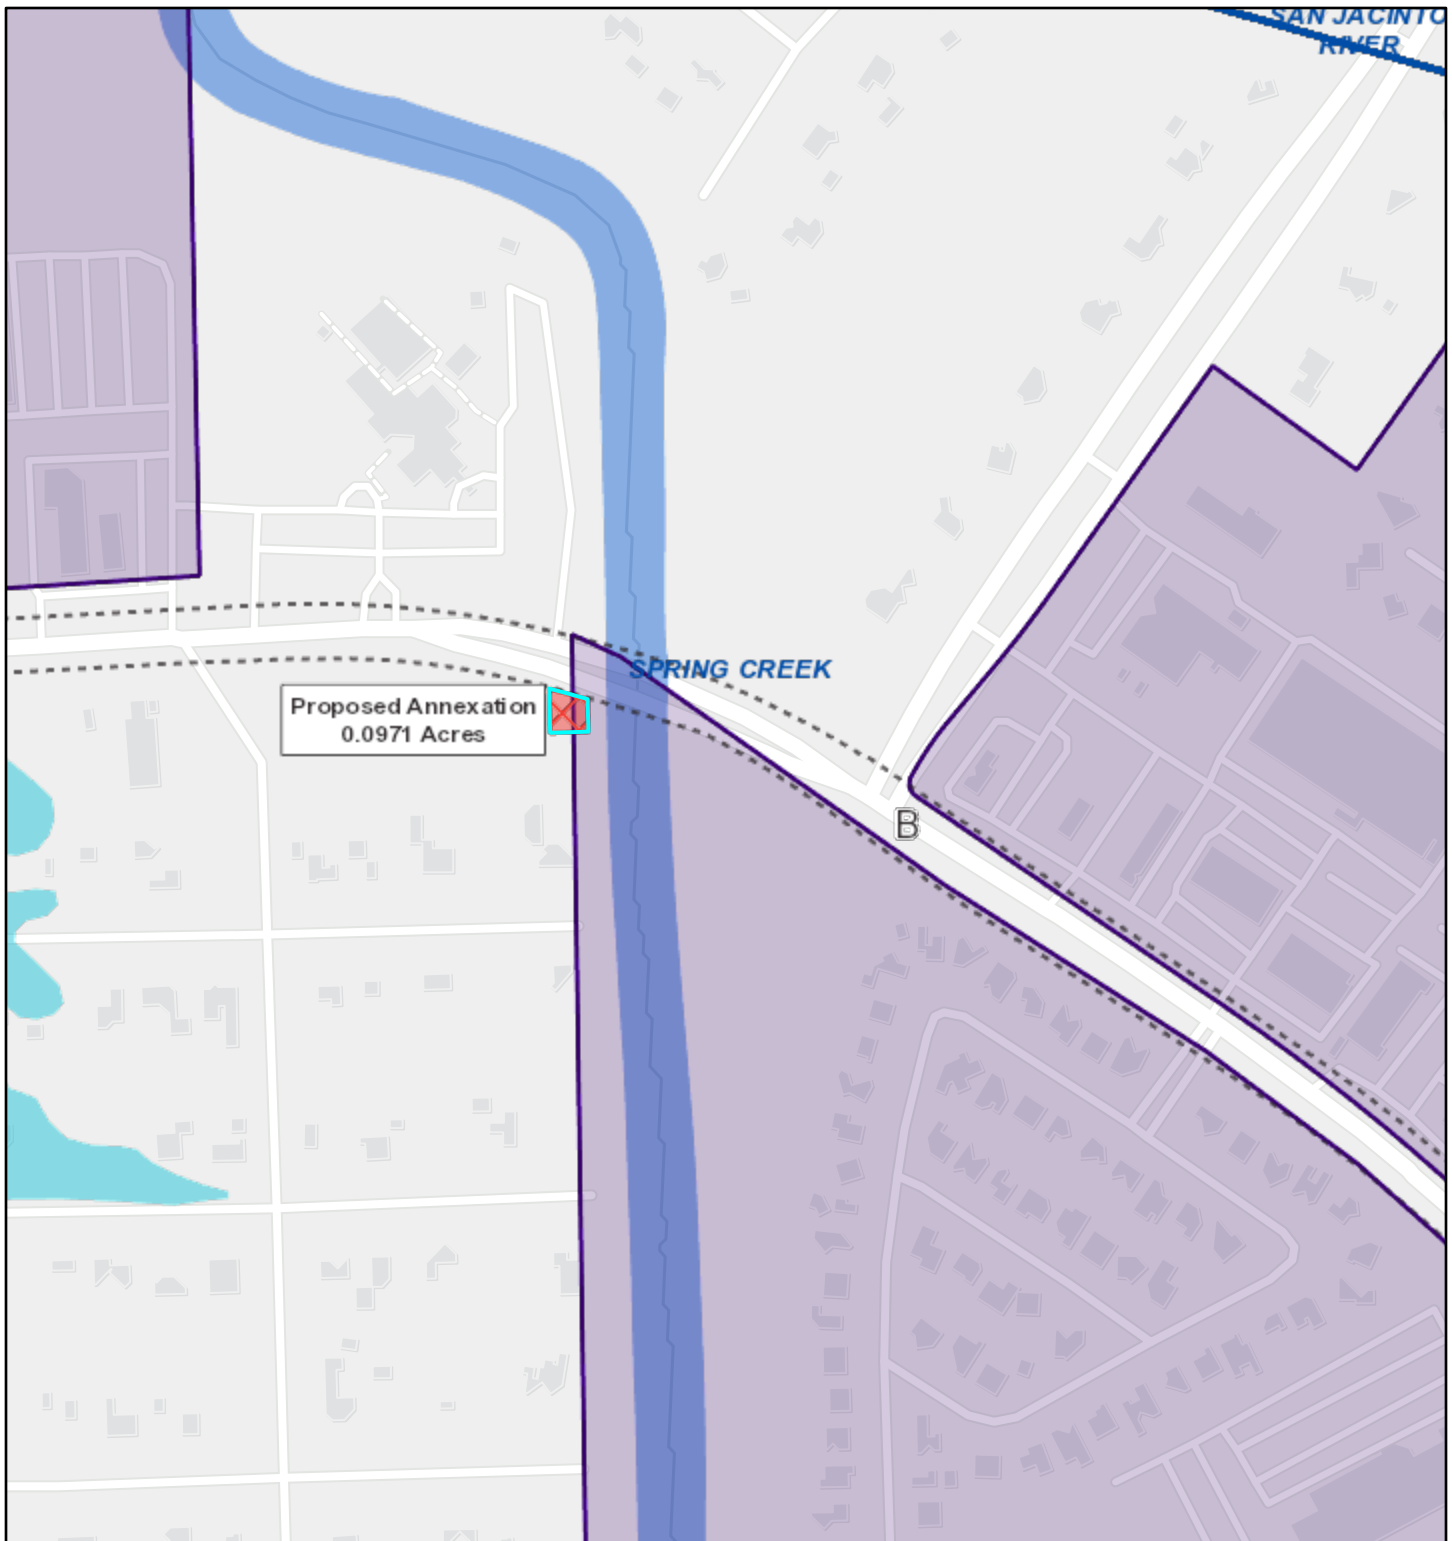 SAN JACINTO
RIVER
SPRING CREEK
Proposed Annexation
0.0971 Acres
B